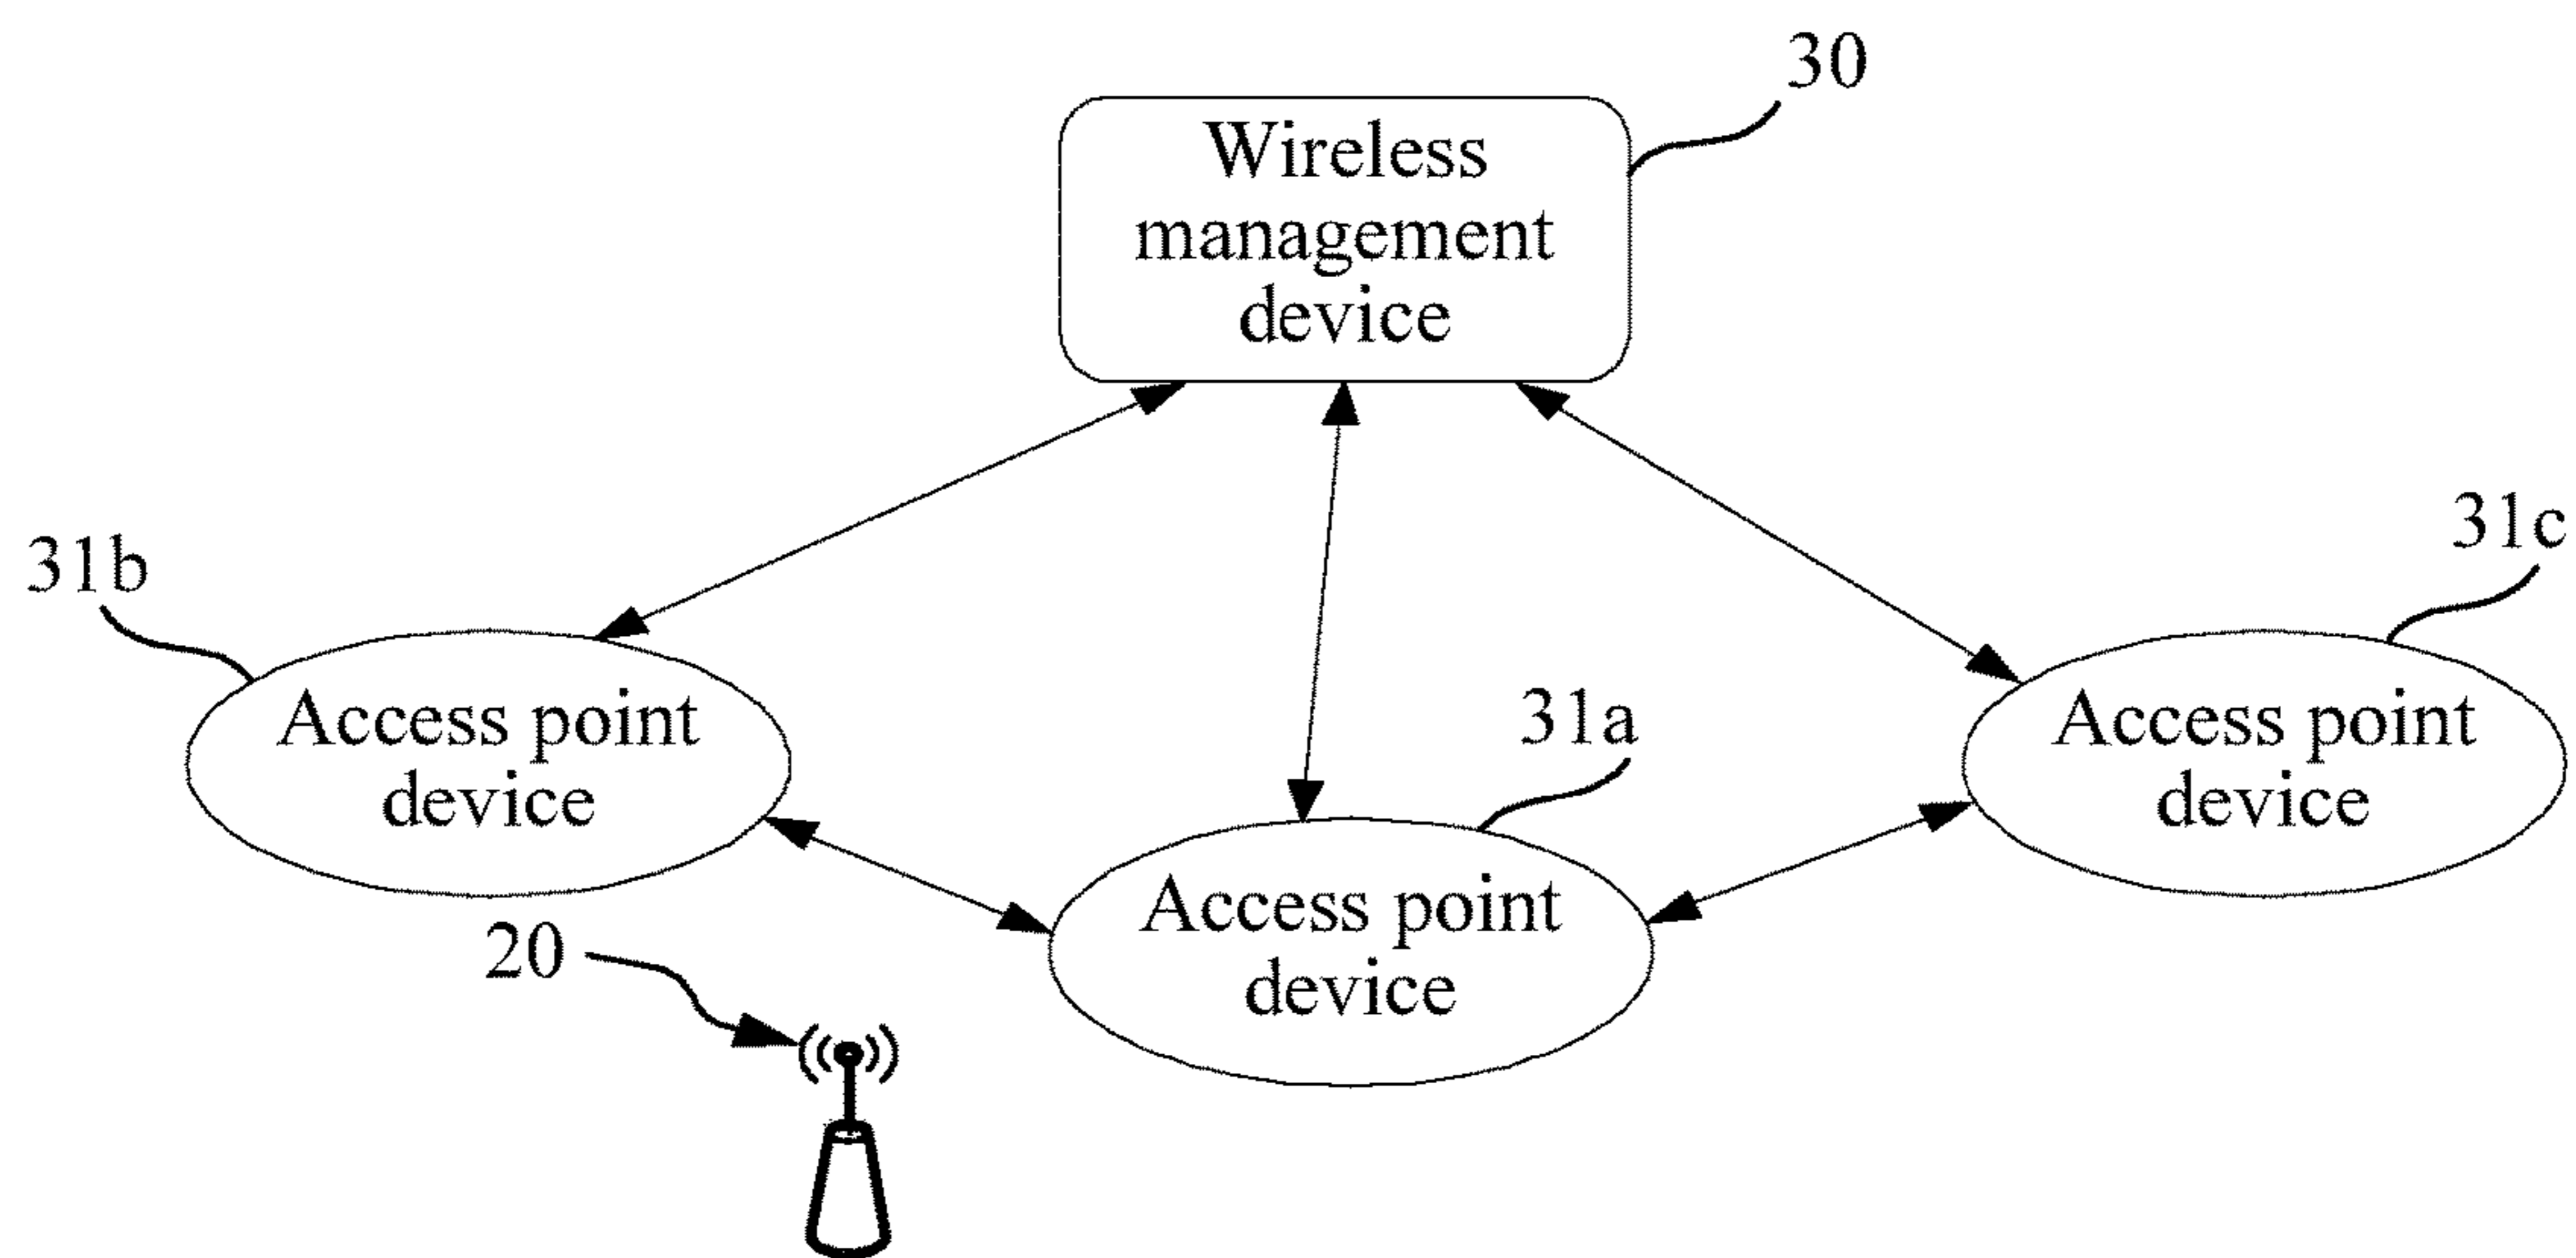 30
Wireless
management
device
31b
31c
31a
Access point
device
Access point
device
Access point
device
20